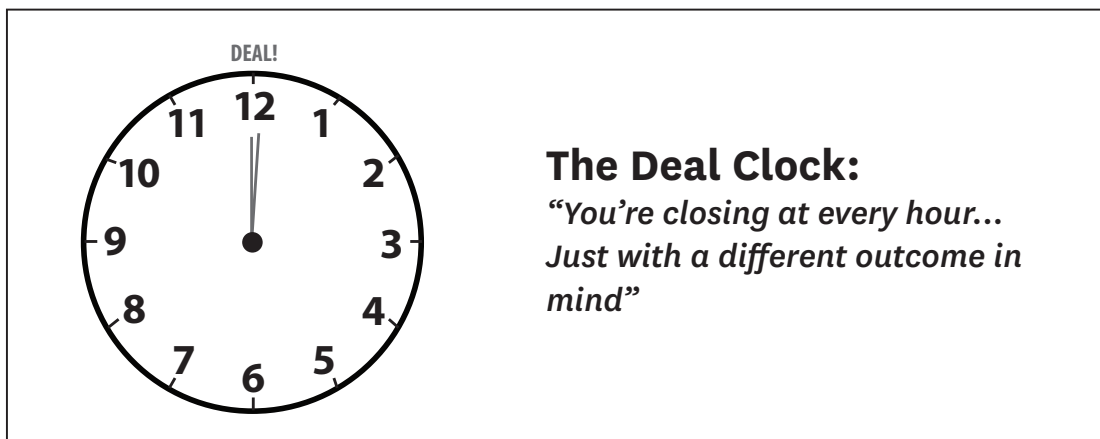 DEAL!
12
1
2
3
4
5
6
7
8
9
10
11
The Deal Clock:
“You’re closing at every hour...
Just with a different outcome in
mind”